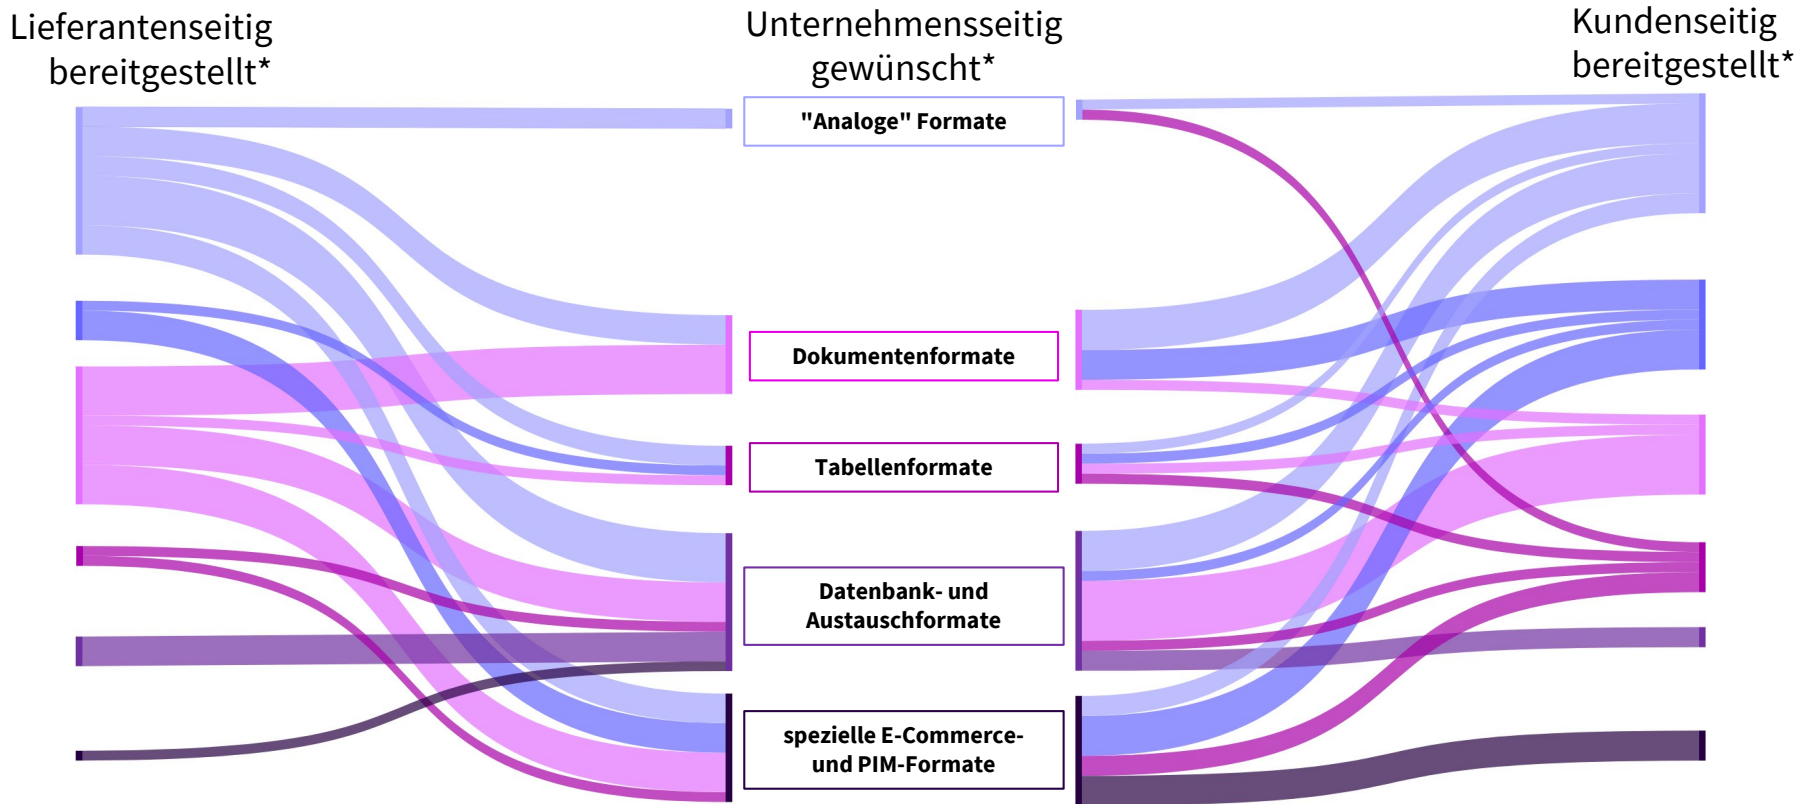 Lieferantenseitig
bereitgestellt*
Unternehmensseitig
gewünscht*
Kundenseitig
bereitgestellt*
"Analoge" Formate
Dokumentenformate
Tabellenformate
Datenbank- und
Austauschformate
spezielle E-Commerce-
und PIM-Formate